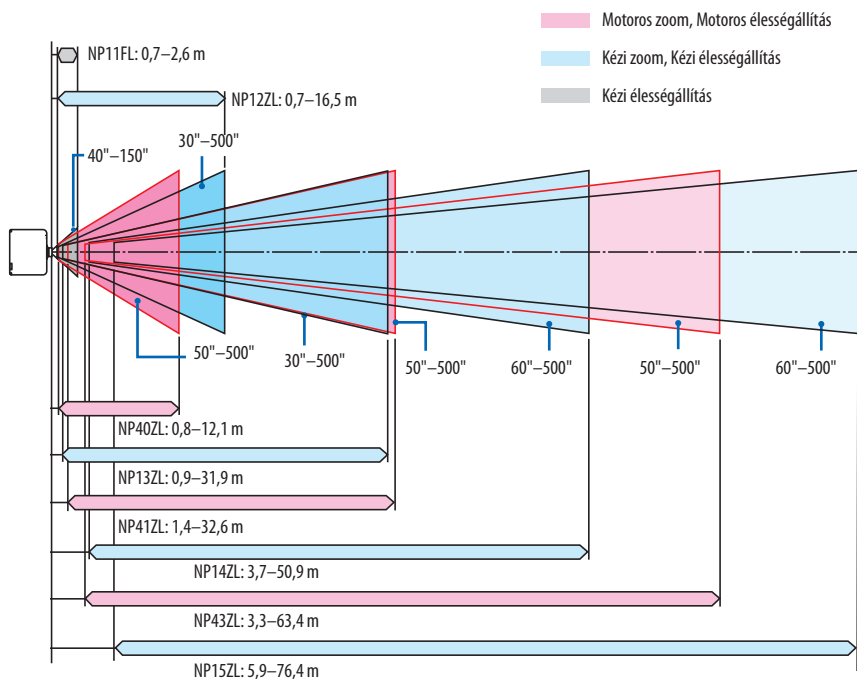 Motoros zoom, Motoros élességállítás
NP11FL: 0,7–2,6 m
Kézi zoom, Kézi élességállítás
NP12ZL: 0,7–16,5 m
Kézi élességállítás
30"–500"
40"–150"
50"–500"
30"–500"
50"–500"
60"–500"
50"–500"
60"–500"
NP40ZL: 0,8–12,1 m
NP13ZL: 0,9–31,9 m
NP41ZL: 1,4–32,6 m
NP14ZL: 3,7–50,9 m
NP43ZL: 3,3–63,4 m
NP15ZL: 5,9–76,4 m